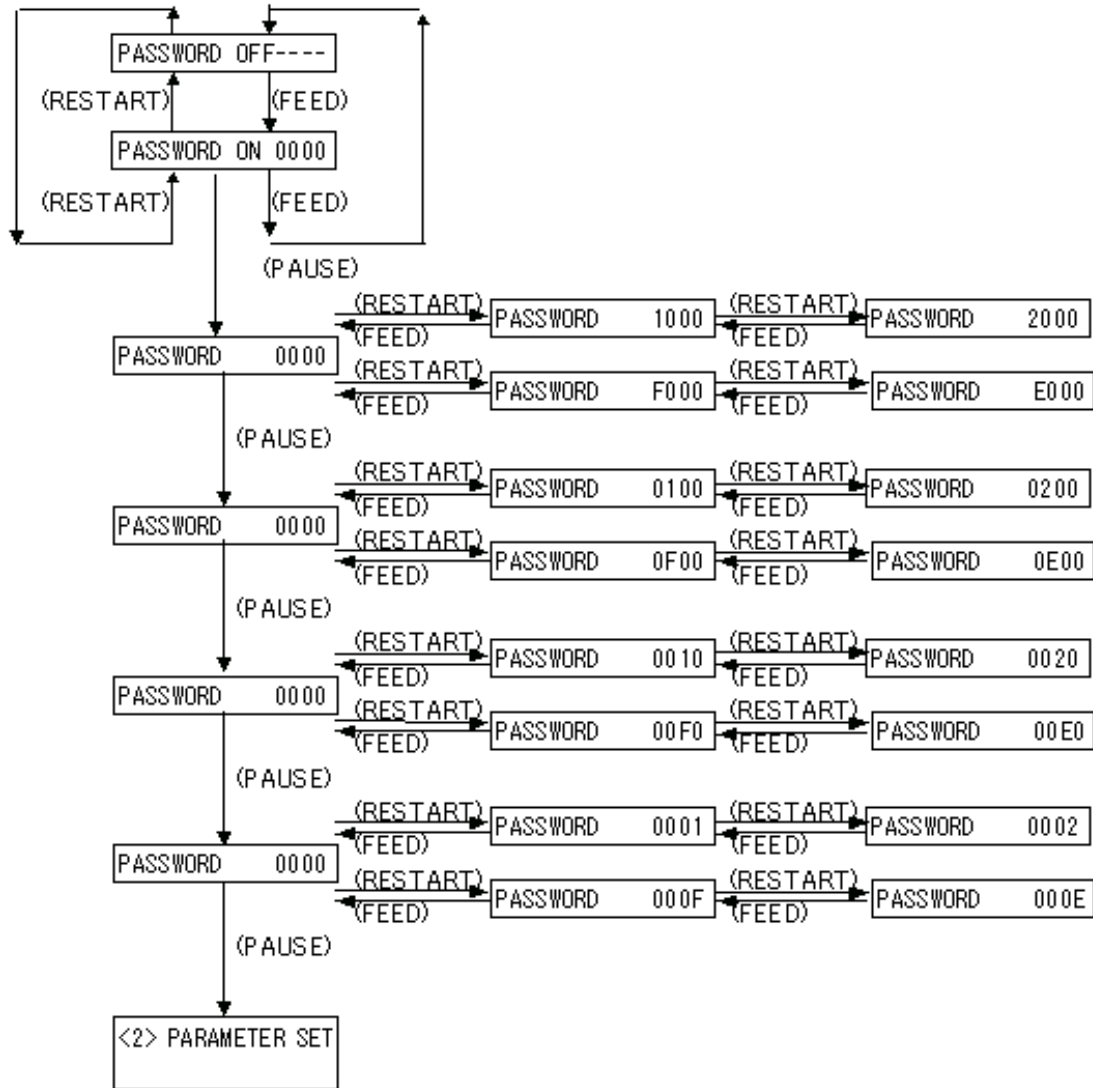 PASSWORD OFF----
(RESTART) (FEED)
PASSWORD ON 0000
(RESTART) (FEED)
(PAUSE)
(RESTART) (RESTART)
PASSWORD 1000 PASSWORD 2000
(FEED) (FEED)
PASSWORD 0000
(RESTART) (RESTART)
PASSWORD F000 PASSWORD E000
(FEED) (FEED)
(PAUSE)
(RESTART) (RESTART)
PASSWORD 0100 PASSWORD 0200
(FEED) (FEED)
PASSWORD 0000
(RESTART) (RESTART)
PASSWORD 0F00 PASSWORD 0E00
(FEED) (FEED)
(PAUSE)
(RESTART) (RESTART)
PASSWORD 0010 PASSWORD 0020
(FEED) (FEED)
PASSWORD 0000
(RESTART) (RESTART)
PASSWORD 00F0 PASSWORD 00E0
(FEED) (FEED)
(PAUSE)
(RESTART) (RESTART)
PASSWORD 0001 PASSWORD 0002
(FEED) (FEED)
PASSWORD 0000
(RESTART) (RESTART)
PASSWORD 000F PASSWORD 000E
(FEED) (FEED)
(PAUSE)
<2> PARAMETER SET